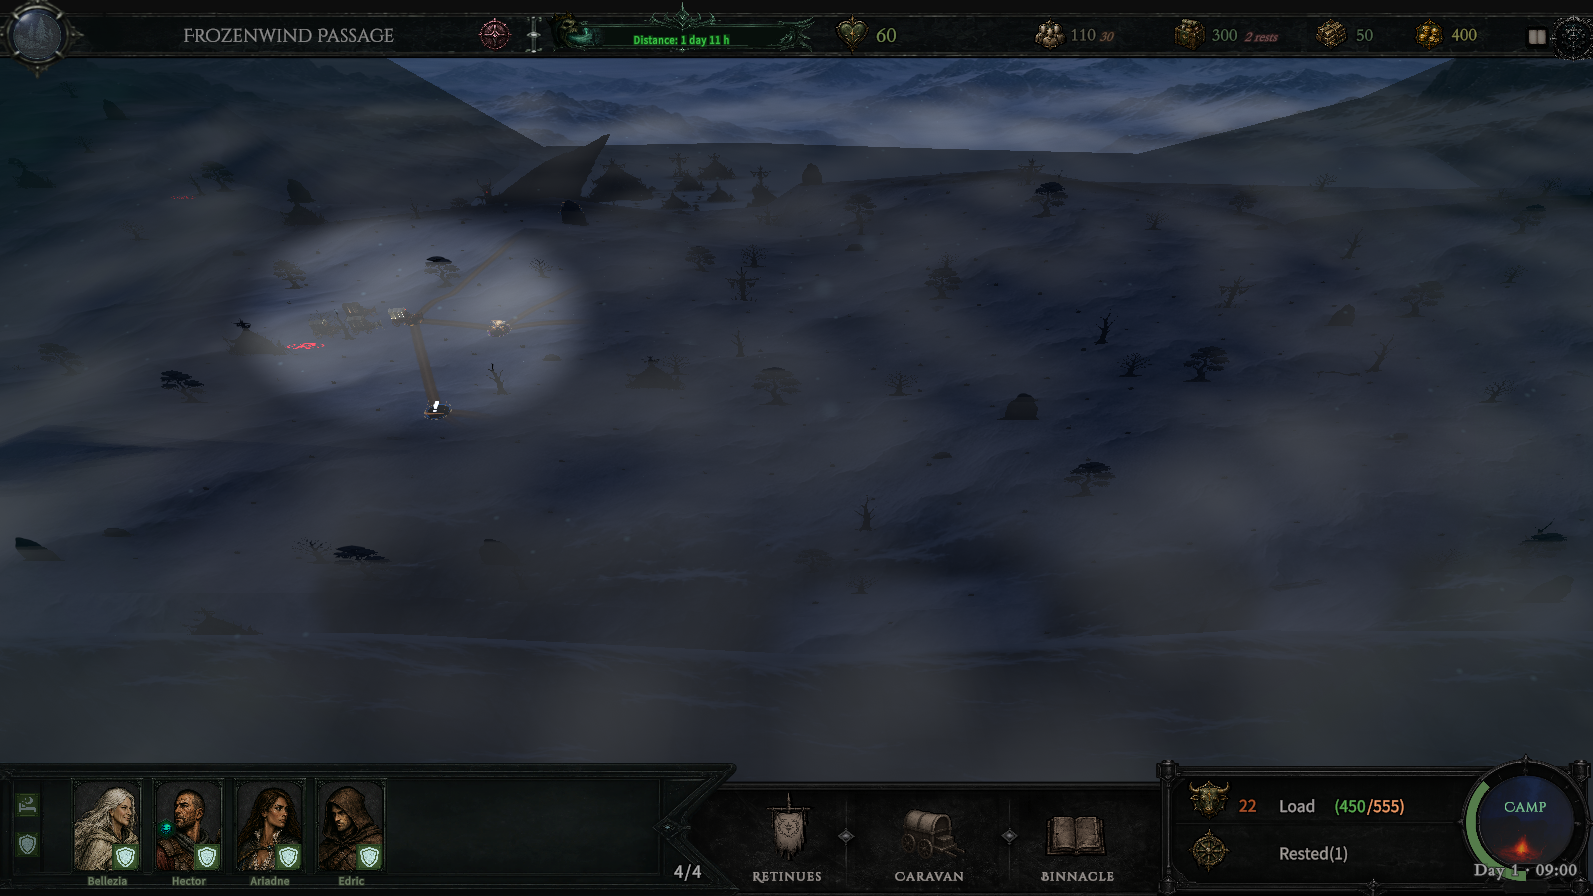 Frozenwind Passage
Distance: 1 day 11 h
60
110 30
300 2 rests
50
400
Bellezia
Hector
Ariadne
Edric
4/4
Retinues
Caravan
Binnacle
22 Load (450/555)
Rested(1)
Camp
Day 1 · 09:00